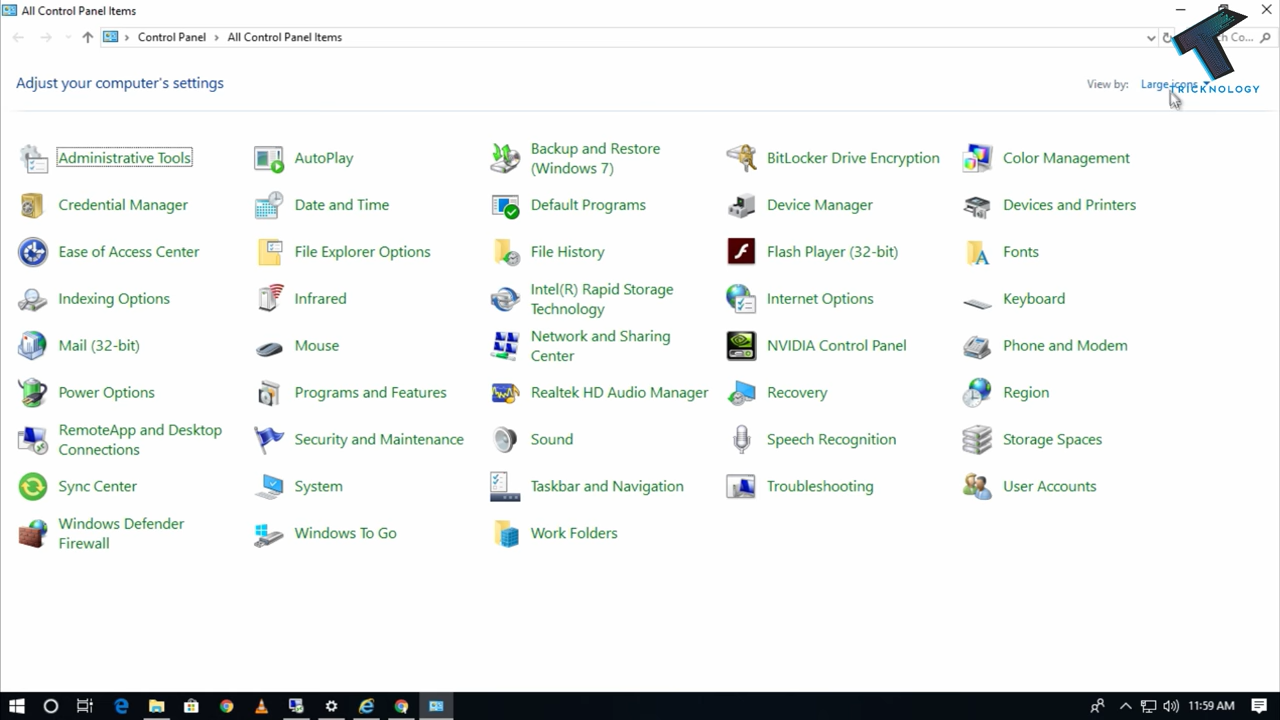 All Control Panel Items
Control Panel
All Control Panel Items
Co...
Adjust your computer's settings
View by:
Large icons
TRICKNOLOGY
Administrative Tools
AutoPlay
Backup and Restore
(Windows 7)
BitLocker Drive Encryption
Color Management
Credential Manager
Date and Time
Default Programs
Device Manager
Devices and Printers
Ease of Access Center
File Explorer Options
File History
Flash Player (32-bit)
Fonts
Indexing Options
Infrared
Intel(R) Rapid Storage
Technology
Internet Options
Keyboard
Mail (32-bit)
Mouse
Network and Sharing
Center
NVIDIA Control Panel
Phone and Modem
Power Options
Programs and Features
Realtek HD Audio Manager
Recovery
Region
RemoteApp and Desktop
Connections
Security and Maintenance
Sound
Speech Recognition
Storage Spaces
Sync Center
System
Taskbar and Navigation
Troubleshooting
User Accounts
Windows Defender
Firewall
Windows To Go
Work Folders
11:59 AM